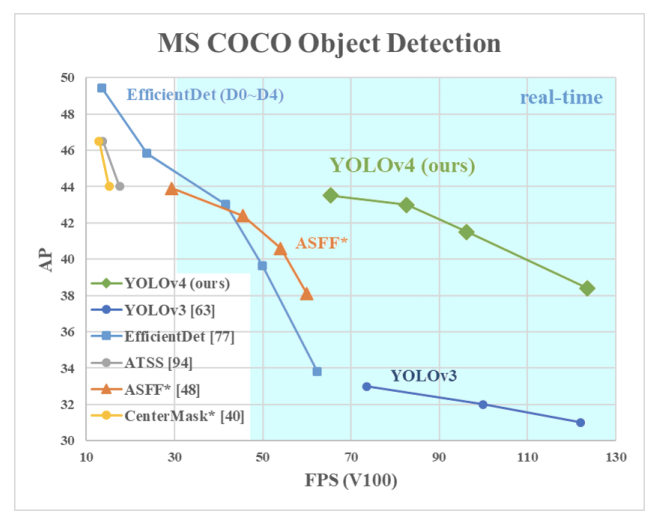 MS COCO Object Detection
50
48
46
44
42
40
38
36
34
32
30
AP
EfficientDet (D0~D4)
real-time
YOLOv4 (ours)
ASFF*
YOLOv3
YOLOv4 (ours)
YOLOv3 [63]
EfficientDet [77]
ATSS [94]
ASFF* [48]
CenterMask* [40]
10 30 50 70 90 110 130
FPS (V100)